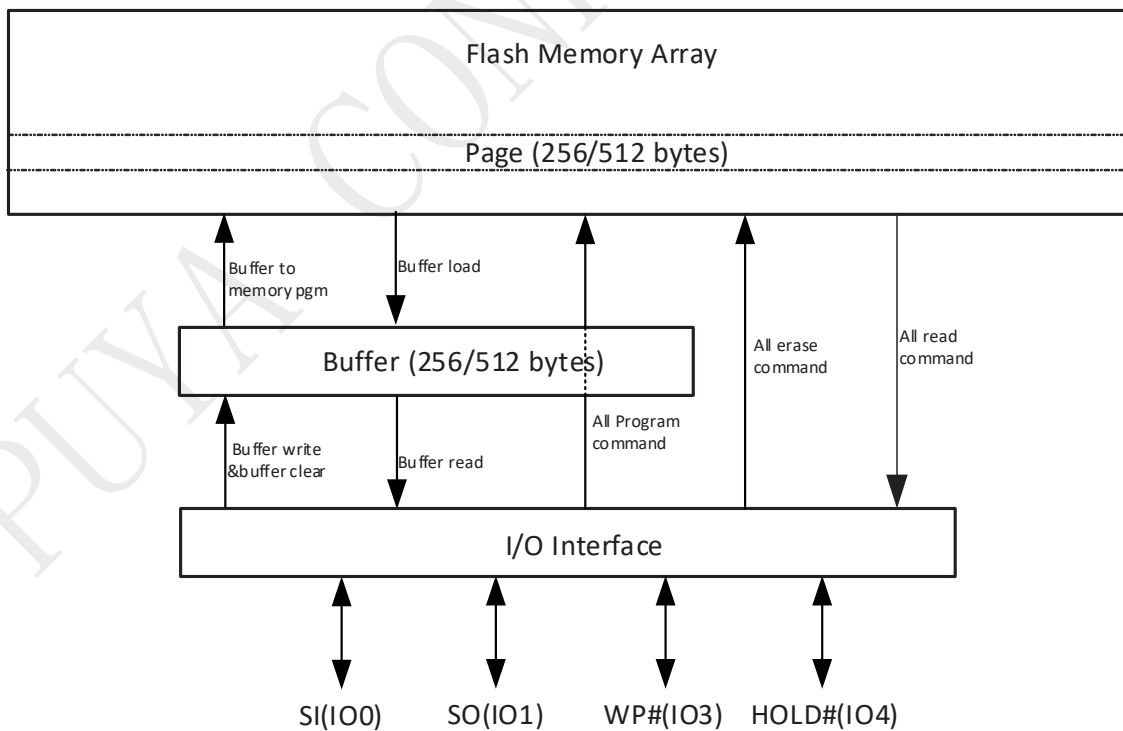 PUYA CON
Flash Memory Array
Page (256/512 bytes)
Buffer to
memory pgm
Buffer load
All erase
command
All read
command
Buffer (256/512 bytes)
All Program
command
Buffer write
&buffer clear
Buffer read
I/O Interface
SI(IO0)
SO(IO1)
WP#(IO3)
HOLD#(IO4)